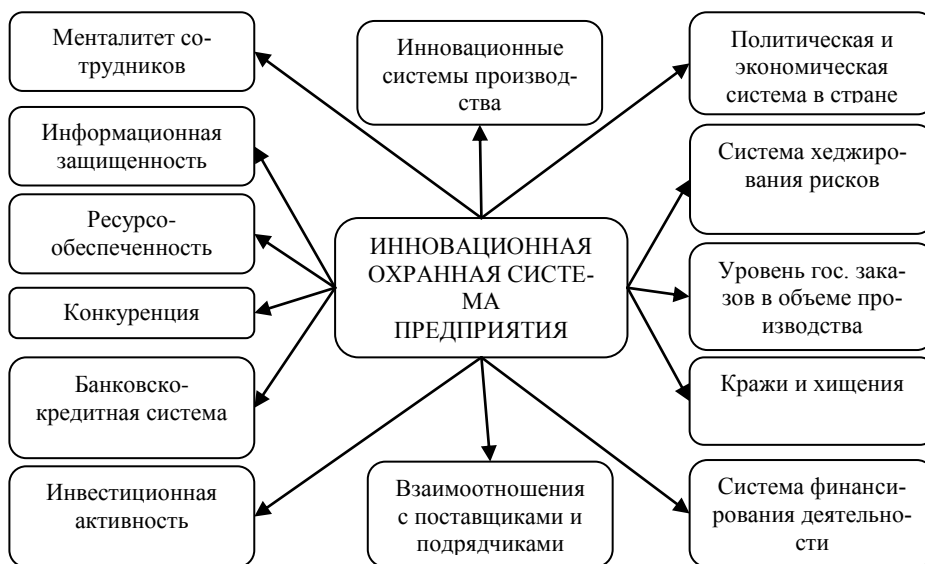 Менталитет со-
трудников
Инновационные
системы производ-
ства
Политическая и
экономическая
система в стране
Информационная
защищенность
Система хеджиро-
вания рисков
Ресурсо-
обеспеченность
ИННОВАЦИОННАЯ
ОХРАННАЯ СИСТЕ-
МА
ПРЕДПРИЯТИЯ
Уровень гос. зака-
зов в объеме про-
изводства
Конкуренция
Банковско-
кредитная система
Кражи и хищения
Инвестиционная
активность
Взаимоотношения
с поставщиками и
подрядчиками
Система финанси-
рования деятельно-
сти